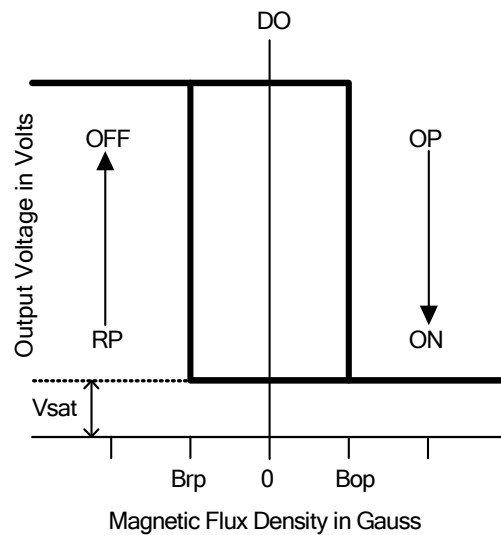 DO
Output Voltage in Volts
OFF
OP
RP
ON
Vsat
Brp
0
Bop
Magnetic Flux Density in Gauss